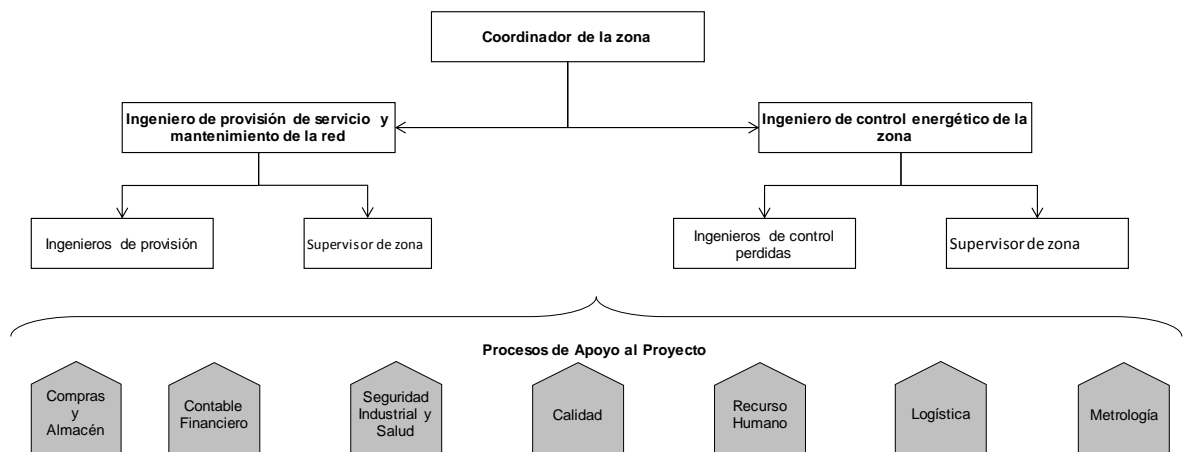 Coordinador de la zona
Ingeniero de provisión de servicio y
mantenimiento de la red
Ingeniero de control energético de la
zona
Ingenieros de provisión
Supervisor de zona
Ingenieros de control
perdidas
Supervisor de zona
Procesos de Apoyo al Proyecto
Compras
y
Almacén
Contable
Financiero
Seguridad
Industrial y
Salud
Calidad
Recurso
Humano
Logística
Metrología